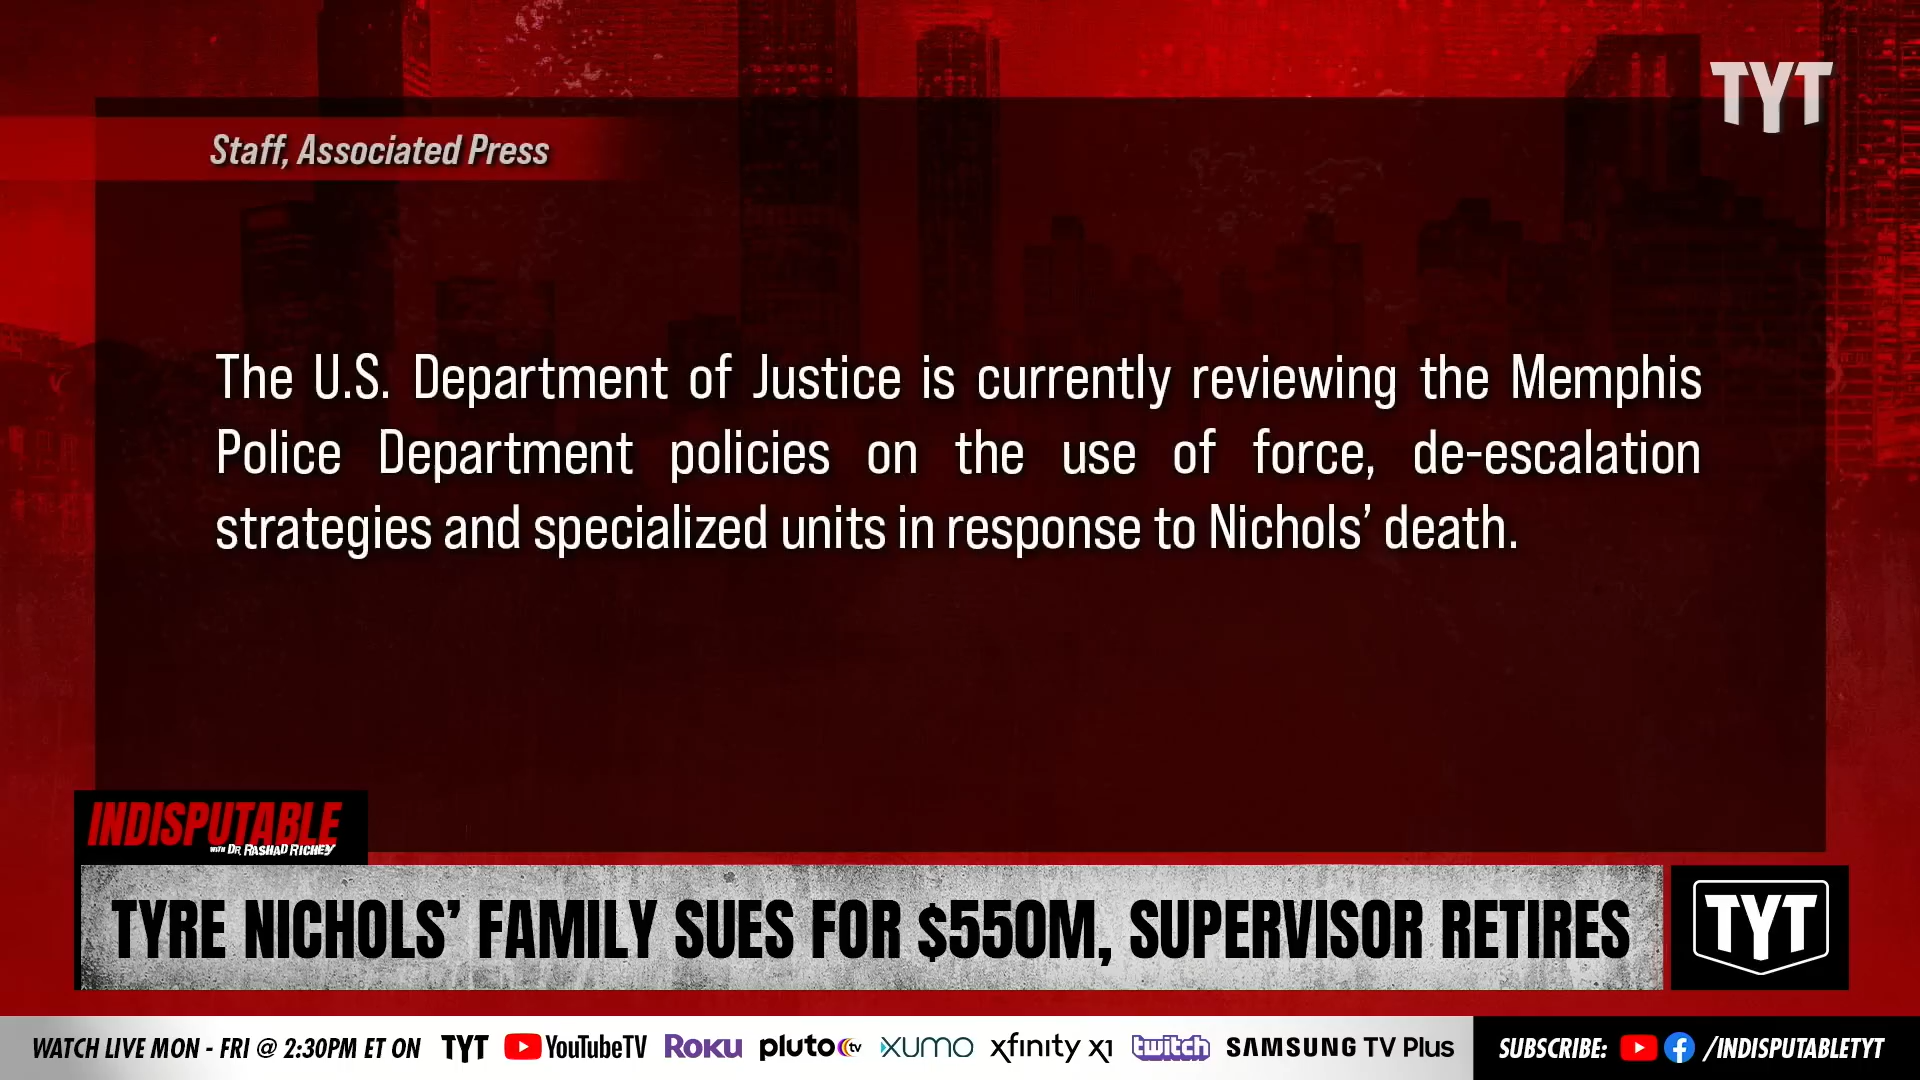 TYT
Staff, Associated Press
The U.S. Department of Justice is currently reviewing the Memphis
Police Department policies on the use of force, de-escalation
strategies and specialized units in response to Nichols’ death.
INDISPUTABLE
WITH DR RASHAD RICHEY
TYRE NICHOLS’ FAMILY SUES FOR $550M, SUPERVISOR RETIRES
TYT
WATCH LIVE MON - FRI @ 2:30PM ET ON TYT YouTubeTV ROKU pluto tv XUMO xfinity x1 twitch SAMSUNG TV Plus SUBSCRIBE: /INDISPUTABLETYT